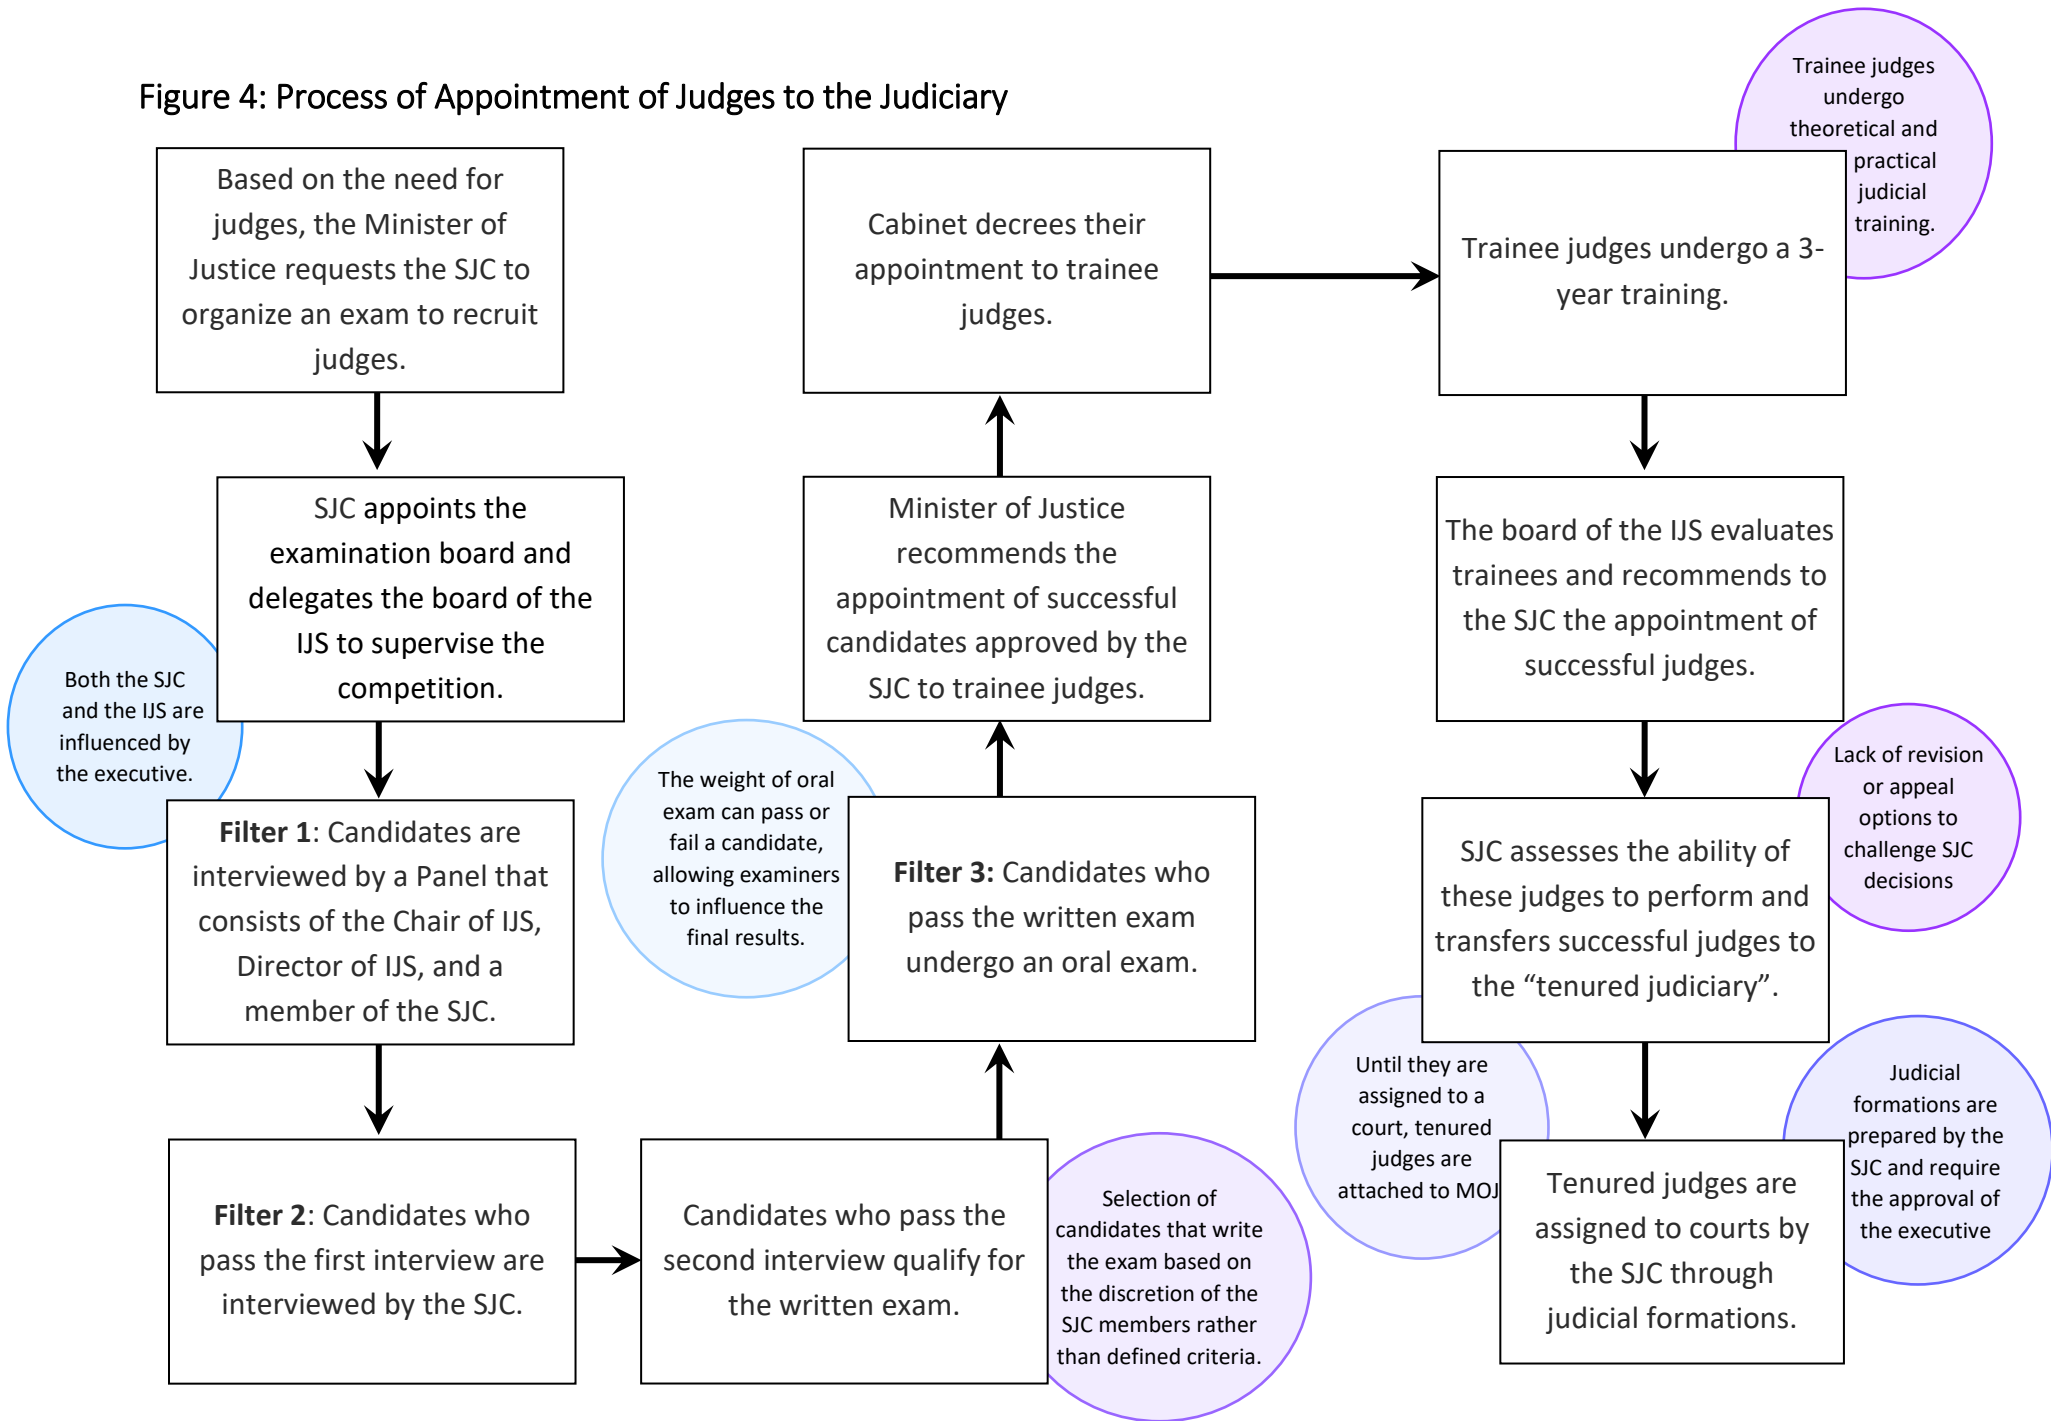 Figure 4: Process of Appointment of Judges to the Judiciary
Based on the need for
judges, the Minister of
Justice requests the SJC to
organize an exam to recruit
judges.
SJC appoints the
examination board and
delegates the board of the
IJS to supervise the
competition.
Both the SJC
and the IJS are
influenced by
the executive.
Filter 1: Candidates are
interviewed by a Panel that
consists of the Chair of IJS,
Director of IJS, and a
member of the SJC.
Filter 2: Candidates who
pass the first interview are
interviewed by the SJC.
Candidates who pass the
second interview qualify for
the written exam.
Selection of
candidates that write
the exam based on
the discretion of the
SJC members rather
than defined criteria.
Filter 3: Candidates who
pass the written exam
undergo an oral exam.
The weight of oral
exam can pass or
fail a candidate,
allowing examiners
to influence the
final results.
Minister of Justice
recommends the
appointment of successful
candidates approved by the
SJC to trainee judges.
Cabinet decrees their
appointment to trainee
judges.
Trainee judges undergo a 3-
year training.
Trainee judges
undergo
theoretical and
practical
judicial
training.
The board of the IJS evaluates
trainees and recommends to
the SJC the appointment of
successful judges.
SJC assesses the ability of
these judges to perform and
transfers successful judges to
the “tenured judiciary”.
Lack of revision
or appeal
options to
challenge SJC
decisions
Until they are
assigned to a
court, tenured
judges are
attached to MOJ
Tenured judges are
assigned to courts by
the SJC through
judicial formations.
Judicial
formations are
prepared by the
SJC and require
the approval of
the executive